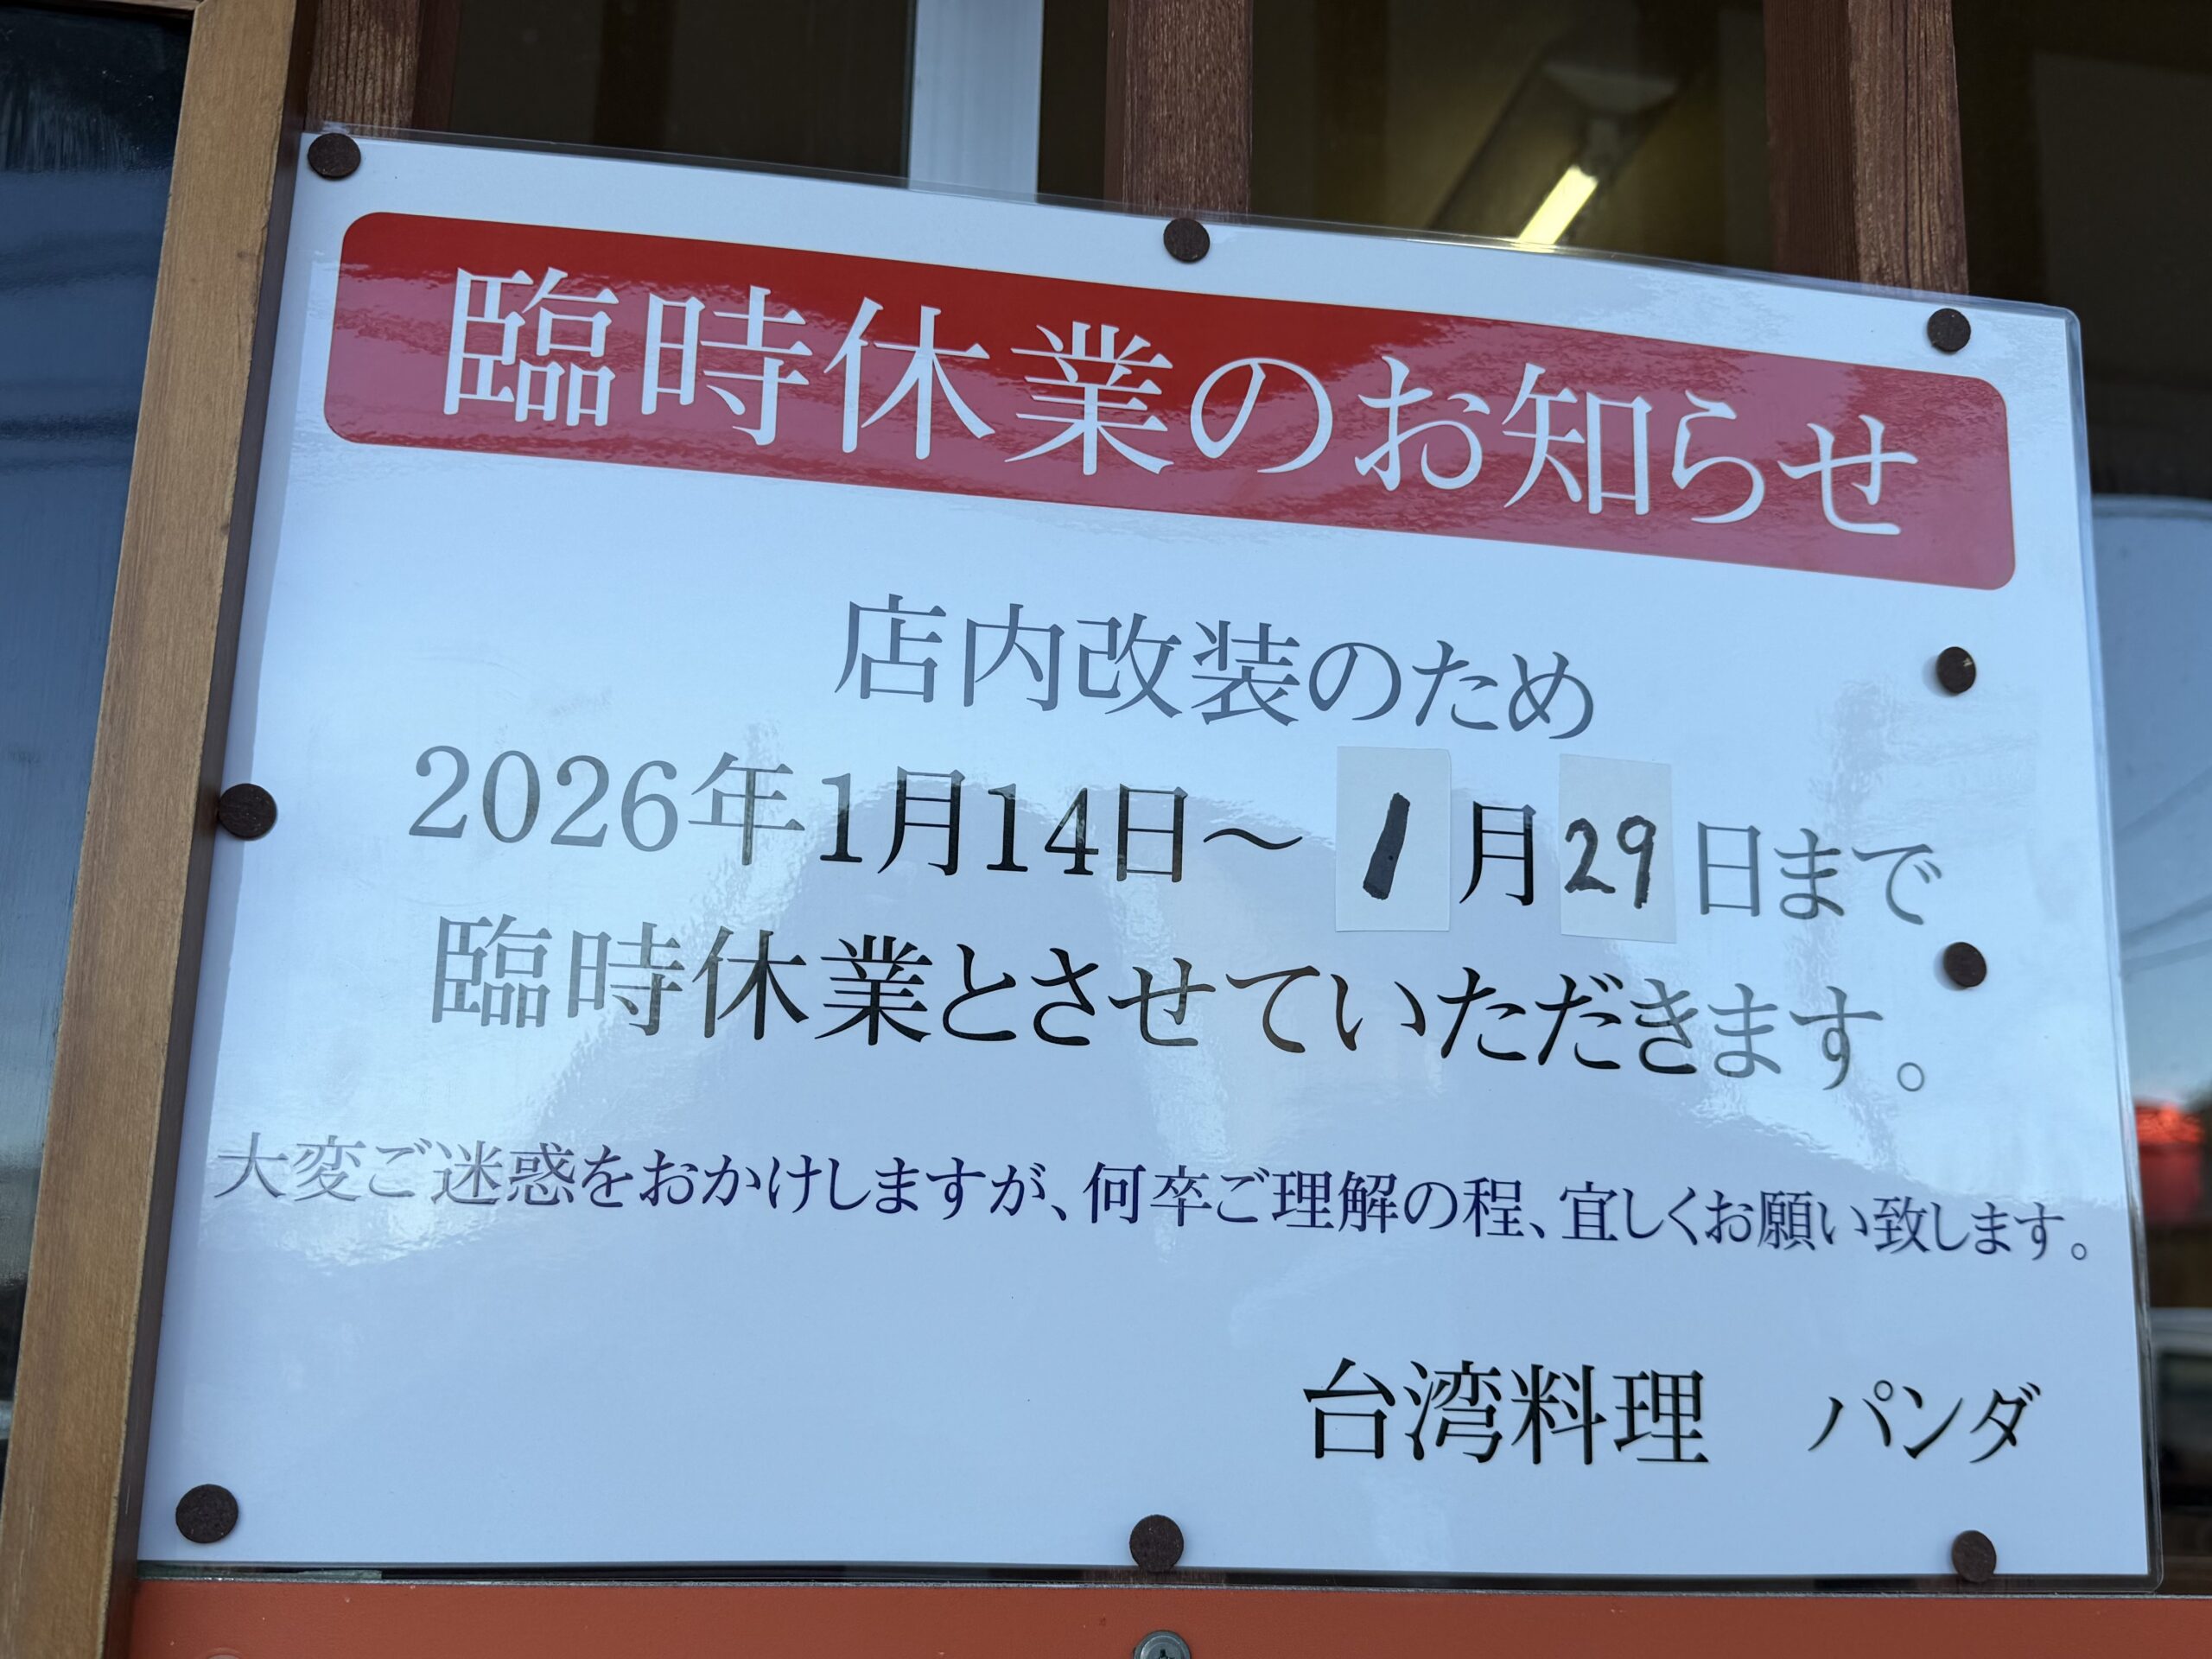 臨時休業のお知らせ
店内改装のため
2026年1月14日～1月29日まで
臨時休業とさせていただきます。
大変ご迷惑をおかけしますが、何卒ご理解の程、宜しくお願い致します。
台湾料理　パンダ